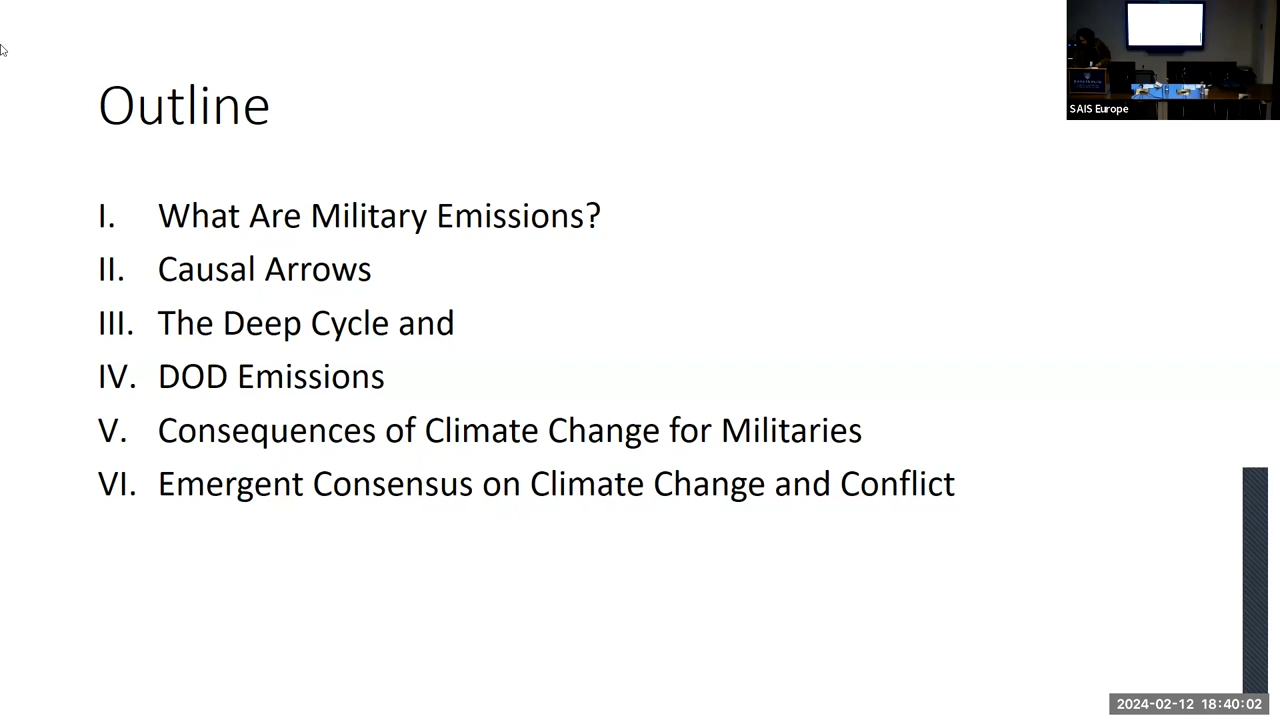 Outline
I. What Are Military Emissions?
II. Causal Arrows
III. The Deep Cycle and
IV. DOD Emissions
V. Consequences of Climate Change for Militaries
VI. Emergent Consensus on Climate Change and Conflict
SAIS Europe
2024-02-12 18:40:02